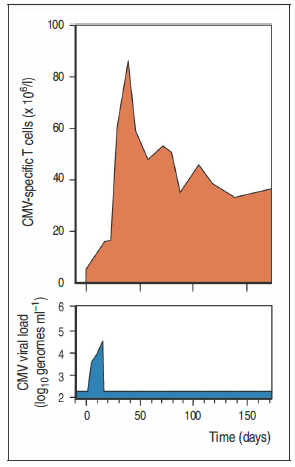 CMV-specific T cells (x 10⁶/l)
100
80
60
40
20
0
CMV viral load
(log₁₀ genomes ml⁻¹)
6
5
4
3
2
0 50 100 150
Time (days)